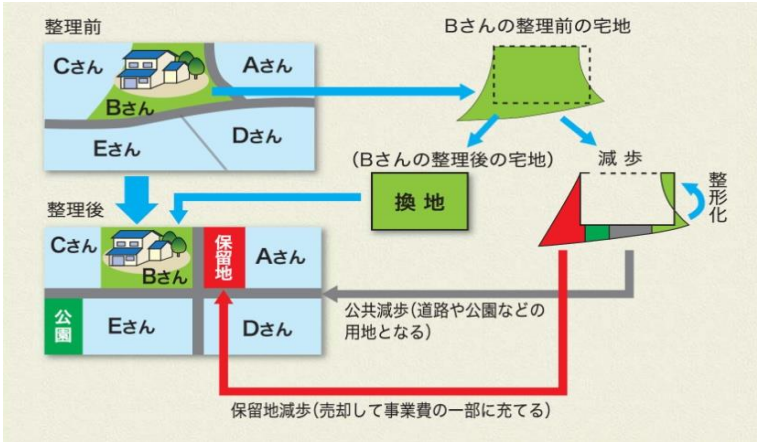 整理前
Bさんの整理前の宅地
Cさん
Aさん
Bさん
Eさん
Dさん
(Bさんの整理後の宅地)
減歩
換地
整形化
整理後
Cさん
Bさん
保留地
Aさん
公園
Eさん
Dさん
公共減歩(道路や公園などの
用地となる)
保留地減歩(売却して事業費の一部に充てる)